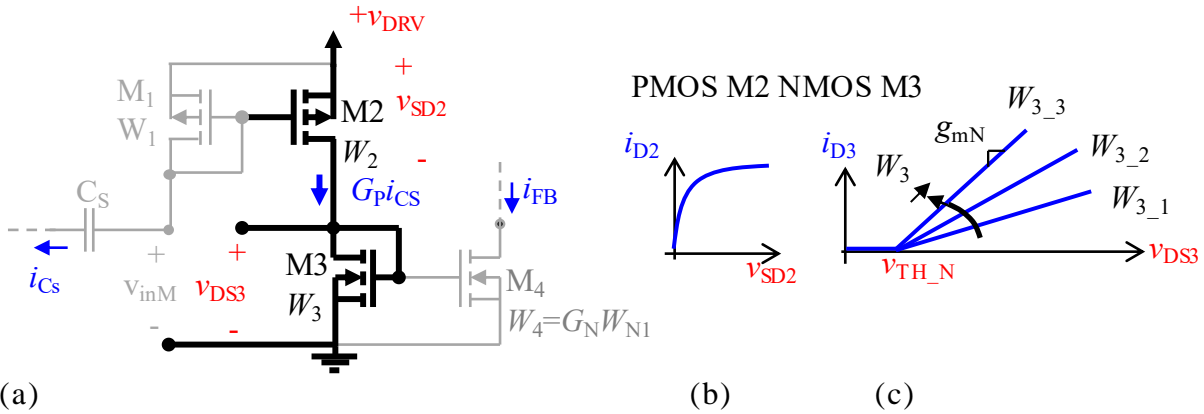 +vDRV
+
M1
W1
M2
vSD2
W2
-
CS
GPiCS
iFB
iCs
+
vinM
-
+
vDS3
-
M3
W3
M4
W4=GNWN1
(a)
PMOS M2 NMOS M3
iD2
vSD2
(b)
iD3
W3
gmN
W3_3
W3_2
W3_1
vTH_N
vDS3
(c)